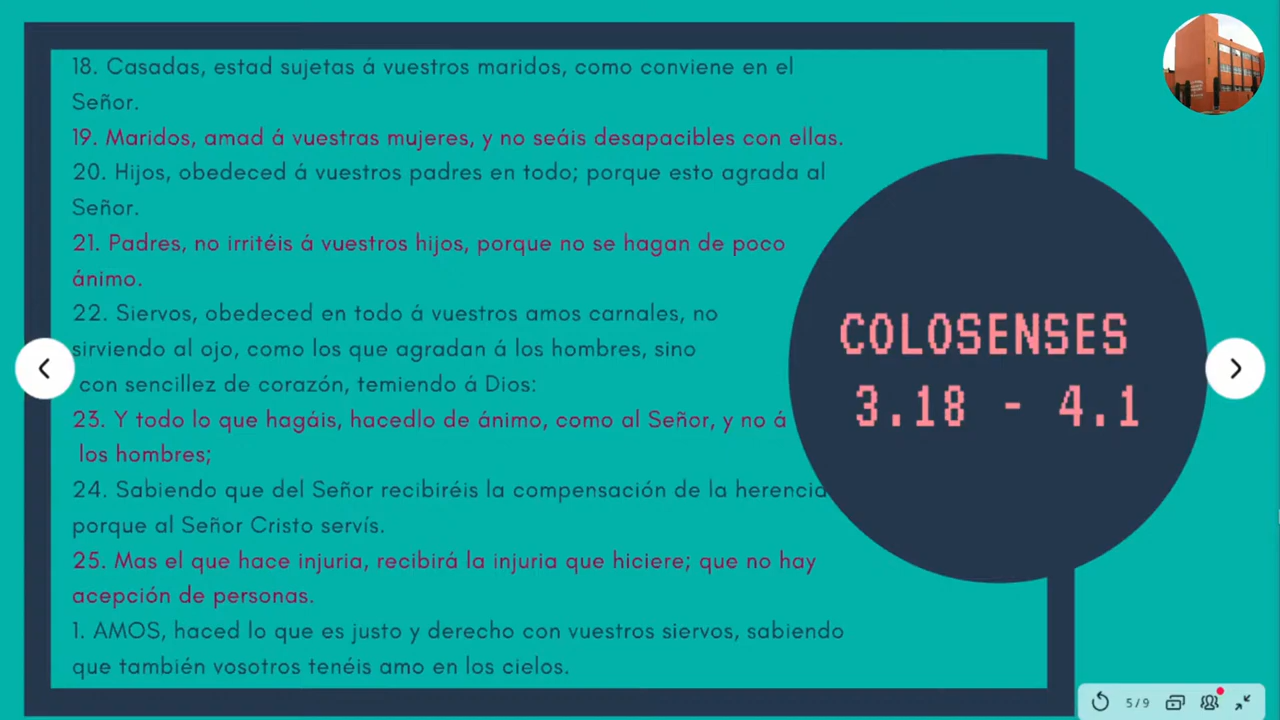 18. Casadas, estad sujetas á vuestros maridos, como conviene en el
Señor.
19. Maridos, amad á vuestras mujeres, y no seáis desapacibles con ellas.
20. Hijos, obedeced á vuestros padres en todo; porque esto agrada al
Señor.
21. Padres, no irritéis á vuestros hijos, porque no se hagan de poco
ánimo.
22. Siervos, obedeced en todo á vuestros amos carnales, no
sirviendo al ojo, como los que agradan á los hombres, sino
con sencillez de corazón, temiendo á Dios:
23. Y todo lo que hagáis, hacedlo de ánimo, como al Señor, y no á
los hombres;
24. Sabiendo que del Señor recibiréis la compensación de la herencia
porque al Señor Cristo servís.
25. Mas el que hace injuria, recibirá la injuria que hiciere; que no hay
acepción de personas.
1. AMOS, haced lo que es justo y derecho con vuestros siervos, sabiendo
que también vosotros tenéis amo en los cielos.
COLOSENSES
3.18 - 4.1
5/9